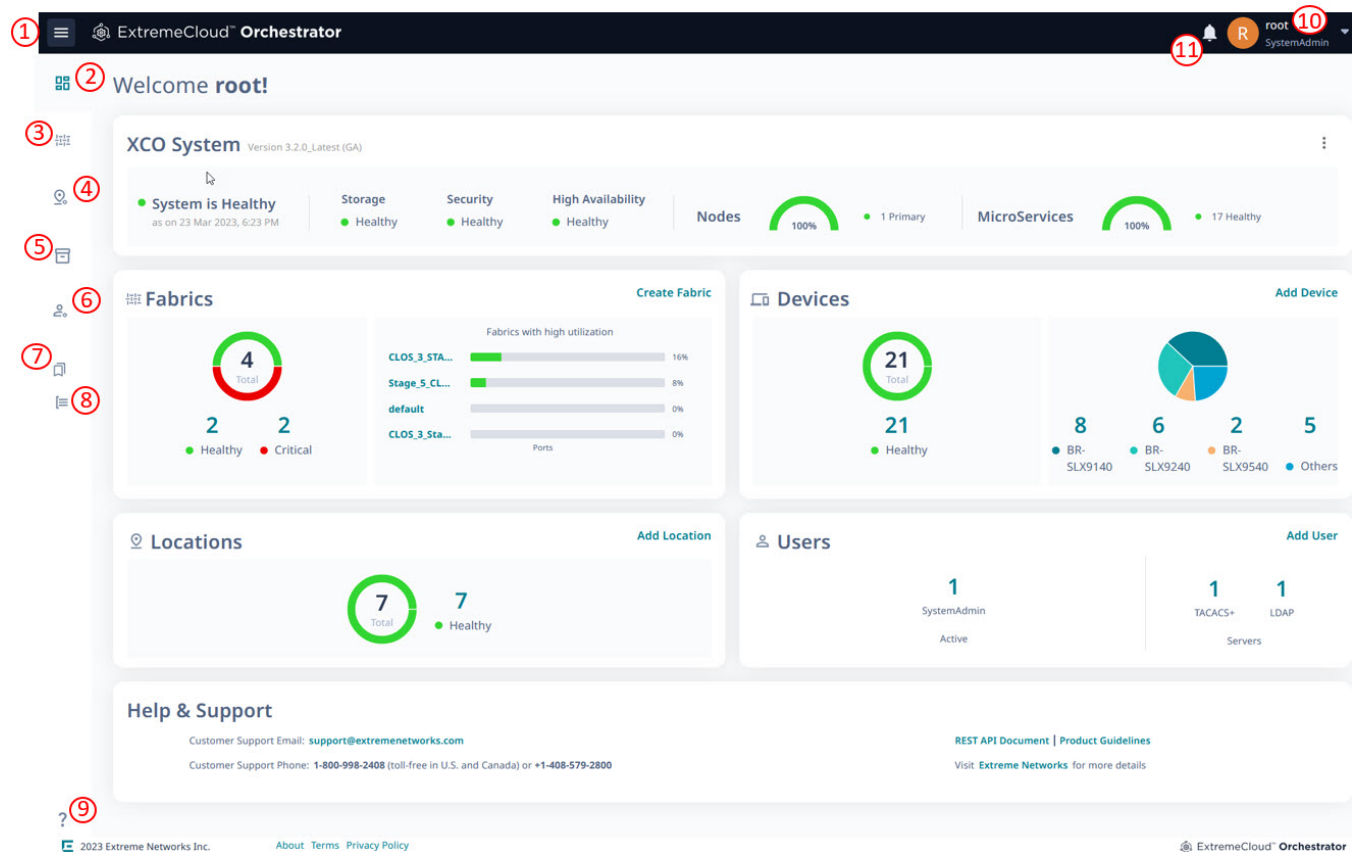 1
ExtremeCloud™ Orchestrator
11
R
root
10
SystemAdmin
2
Welcome root!
3
4
5
6
7
8
XCO System Version 3.2.0_Latest (GA)
System is Healthy
as on 23 Mar 2023, 6:23 PM
Storage
Healthy
Security
Healthy
High Availability
Healthy
Nodes
100%
1 Primary
MicroServices
100%
17 Healthy
Fabrics
Create Fabric
4
Total
2
Healthy
2
Critical
Fabrics with high utilization
CLOS_3_STA... 16%
Stage_5_CL... 8%
default 0%
CLOS_3_Sta... 0%
Ports
Devices
Add Device
21
Total
21
Healthy
8
BR-
SLX9140
6
BR-
SLX9240
2
BR-
SLX9540
5
Others
Locations
Add Location
7
Total
7
Healthy
Users
Add User
1
SystemAdmin
Active
1
TACACS+
1
LDAP
Servers
Help & Support
Customer Support Email: support@extremenetworks.com
Customer Support Phone: 1-800-998-2408 (toll-free in U.S. and Canada) or +1-408-579-2800
REST API Document | Product Guidelines
Visit Extreme Networks for more details
? 9
2023 Extreme Networks Inc.
About Terms Privacy Policy
ExtremeCloud™ Orchestrator